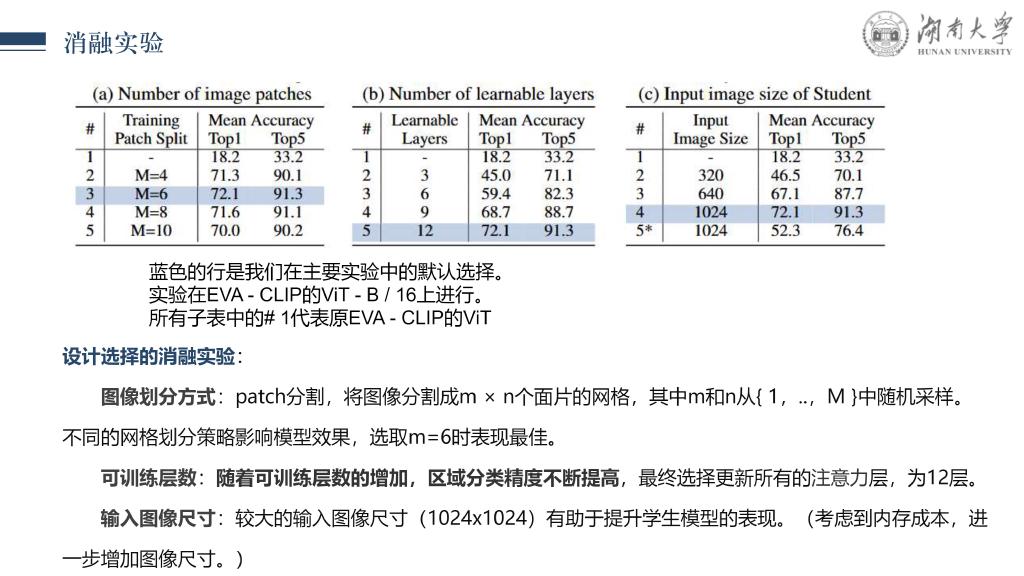 消融实验
湖南大学
HUNAN UNIVERSITY
(a) Number of image patches
# Training Patch Split Mean Accuracy Top1 Top5
1 - 18.2 33.2
2 M=4 71.3 90.1
3 M=6 72.1 91.3
4 M=8 71.6 91.1
5 M=10 70.0 90.2
(b) Number of learnable layers
# Learnable Layers Mean Accuracy Top1 Top5
1 - 18.2 33.2
2 3 45.0 71.1
3 6 59.4 82.3
4 9 68.7 88.7
5 12 72.1 91.3
(c) Input image size of Student
# Input Image Size Mean Accuracy Top1 Top5
1 - 18.2 33.2
2 320 46.5 70.1
3 640 67.1 87.7
4 1024 72.1 91.3
5* 1024 52.3 76.4
蓝色的行是我们在主要实验中的默认选择。
实验在EVA - CLIP的ViT - B / 16上进行。
所有子表中的# 1代表原EVA - CLIP的ViT
设计选择的消融实验：
图像划分方式：patch分割，将图像分割成m × n个面片的网格，其中m和n从{ 1，..，M }中随机采样。
不同的网格划分策略影响模型效果，选取m=6时表现最佳。
可训练层数：随着可训练层数的增加，区域分类精度不断提高，最终选择更新所有的注意力层，为12层。
输入图像尺寸：较大的输入图像尺寸（1024x1024）有助于提升学生模型的表现。（考虑到内存成本，进
一步增加图像尺寸。）